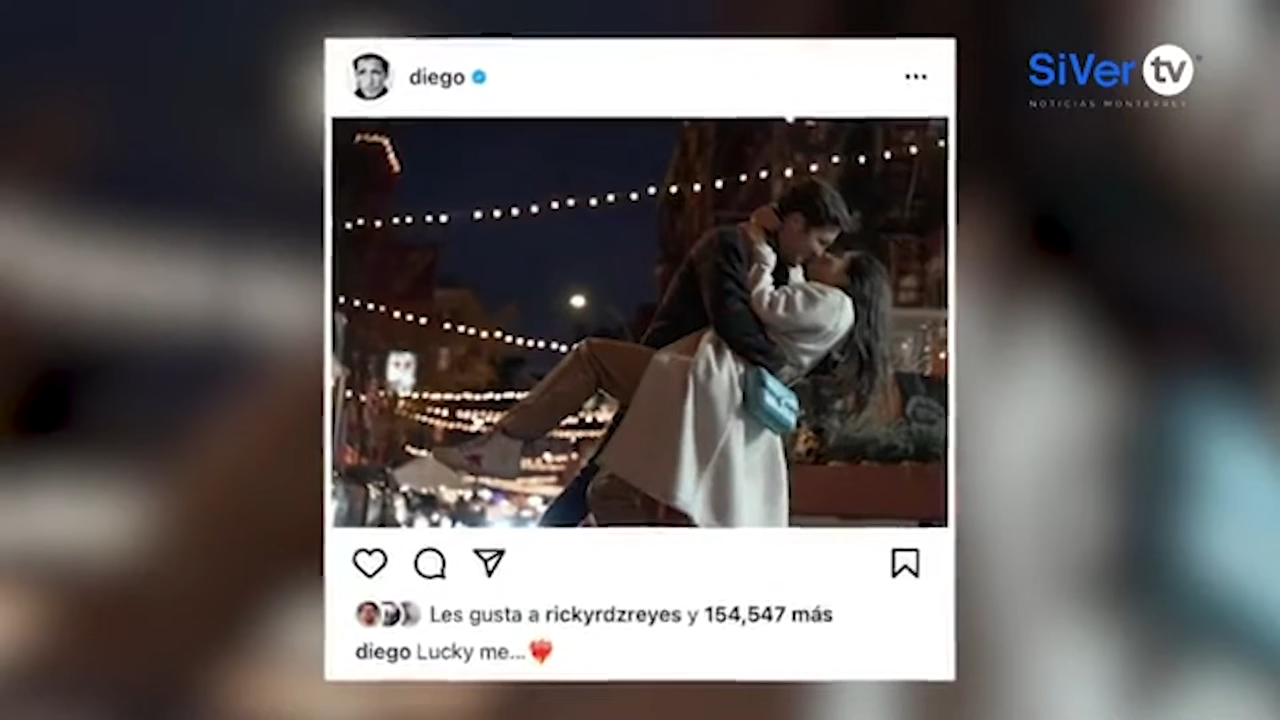 diego
SiVer tv
NOTICIAS MONTERREY
Les gusta a rickyrdzreyes y 154,547 más
diego Lucky me...❤️